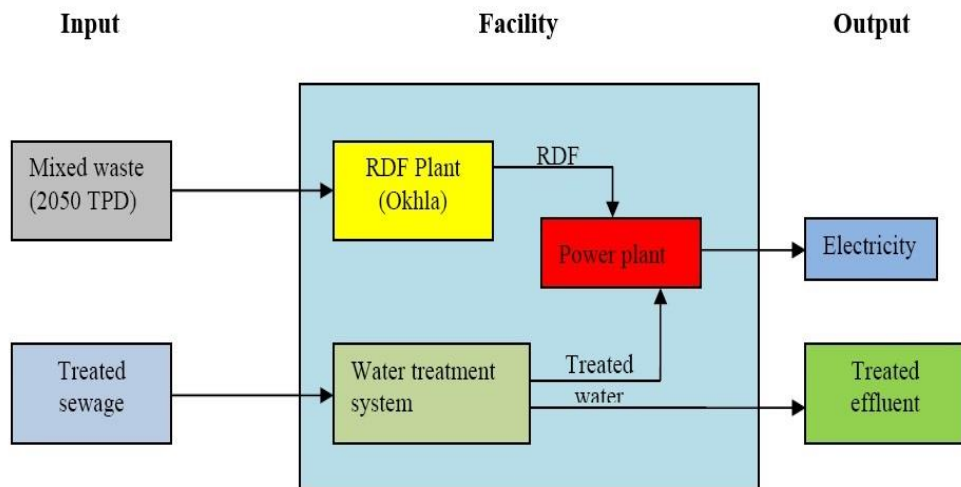 Input
Facility
Output
Mixed waste
(2050 TPD)
RDF Plant
(Okhla)
RDF
Power plant
Electricity
Treated
sewage
Water treatment
system
Treated
water
Treated
effluent